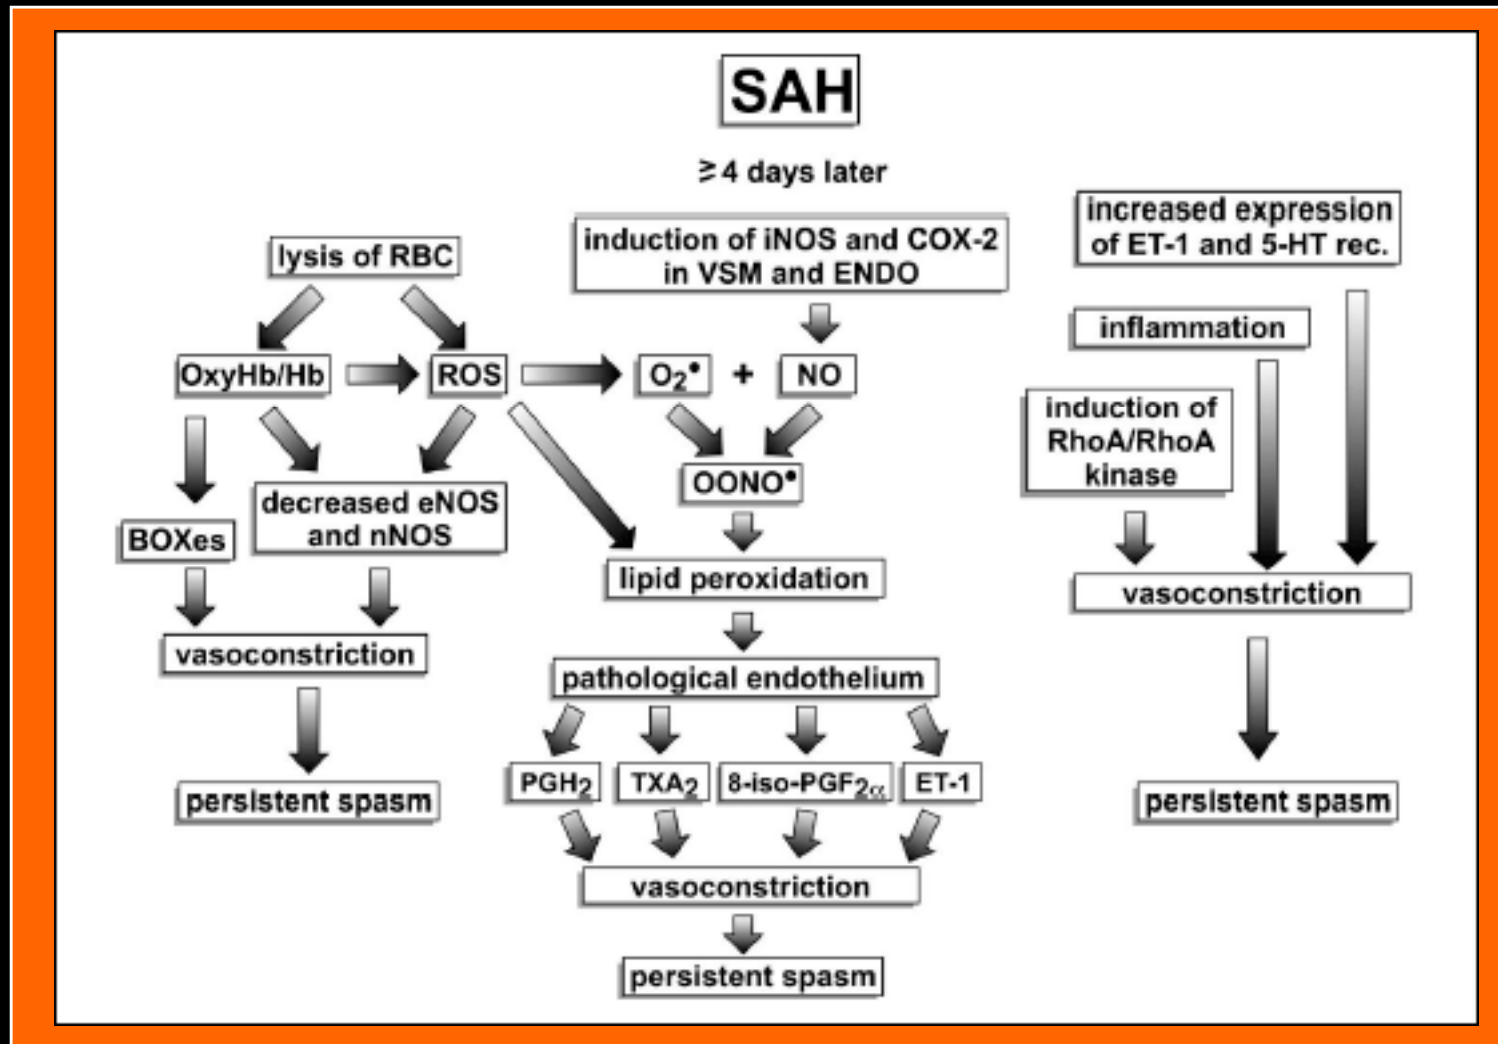 SAH
≥4 days later
lysis of RBC
induction of iNOS and COX-2
in VSM and ENDO
increased expression
of ET-1 and 5-HT rec.
inflammation
OxyHb/Hb
ROS
O₂• + NO
induction of
RhoA/RhoA
kinase
OONO•
decreased eNOS
and nNOS
BOXes
lipid peroxidation
vasoconstriction
vasoconstriction
pathological endothelium
PGH₂
TXA₂
8-iso-PGF₂α
ET-1
persistent spasm
persistent spasm
vasoconstriction
persistent spasm